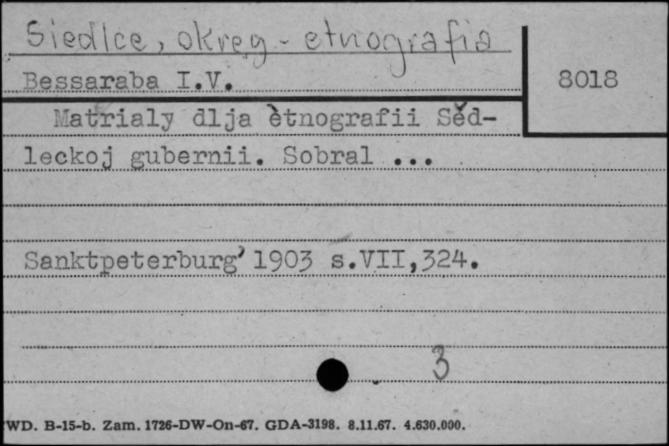 Siedlce, okręg - etnografia
Bessaraba I.V.
8018
Matrialy dlja ètnografii Sěd-
leckoj gubernii. Sobral ...
Sanktpeterburg' 1903 s.VII,324.
3
WD. B-15-b. Zam. 1726-DW-On-67. GDA-3198. 8.11.67. 4.630.000.